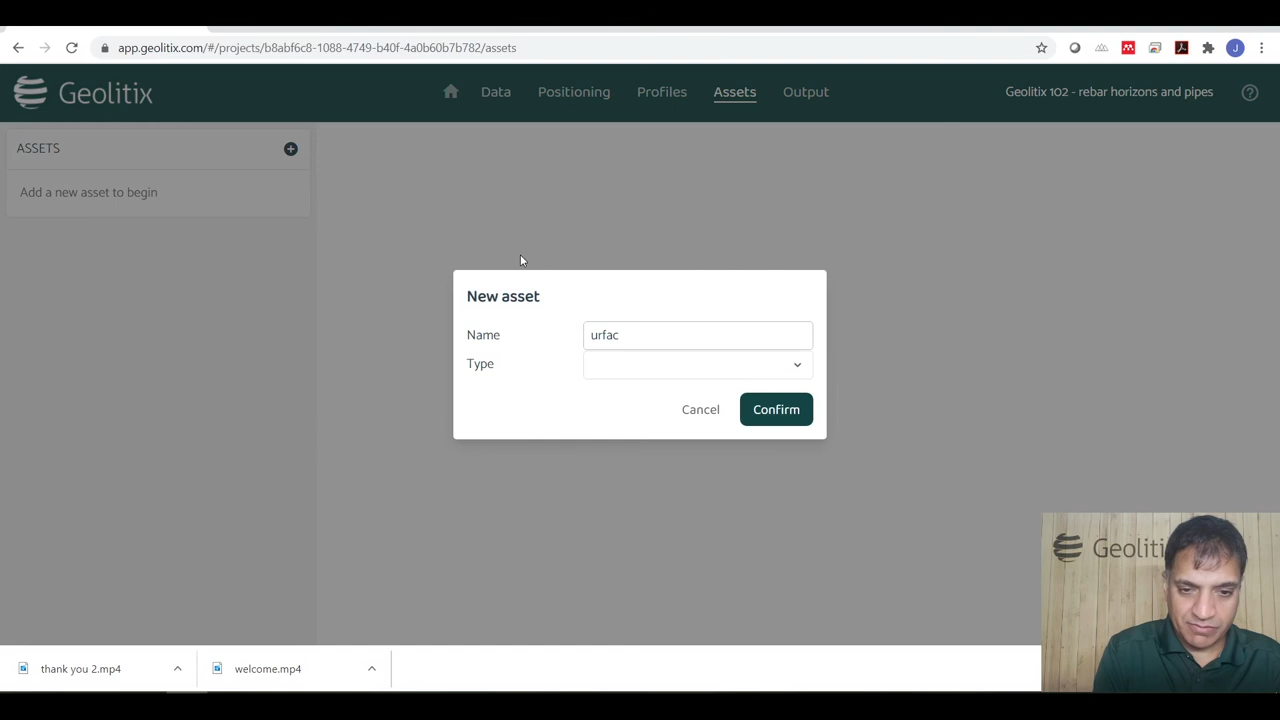 app.geolitix.com/#/projects/b8abf6c8-1088-4749-b40f-4a0b60b7b782/assets
J
Geolitix
Data
Positioning
Profiles
Assets
Output
Geolitix 102 - rebar horizons and pipes
ASSETS
Add a new asset to begin
New asset
Name
urfac
Type
Cancel
Confirm
Geoliti
thank you 2.mp4
welcome.mp4